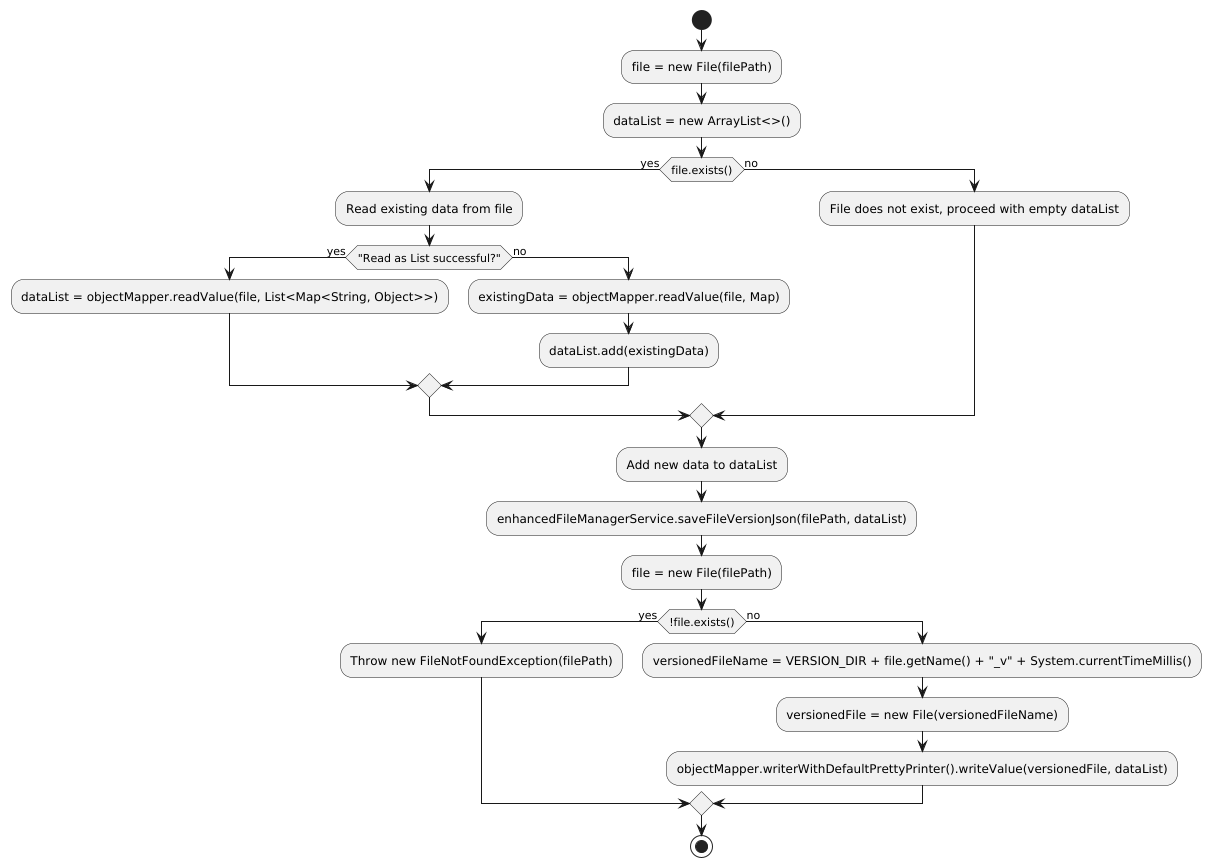 file = new File(filePath)
dataList = new ArrayList<>()
yes
file.exists()
no
Read existing data from file
File does not exist, proceed with empty dataList
yes
"Read as List successful?"
no
dataList = objectMapper.readValue(file, List<Map<String, Object>>)
existingData = objectMapper.readValue(file, Map)
dataList.add(existingData)
Add new data to dataList
enhancedFileManagerService.saveFileVersionJson(filePath, dataList)
file = new File(filePath)
yes
!file.exists()
no
Throw new FileNotFoundException(filePath)
versionedFileName = VERSION_DIR + file.getName() + "_v" + System.currentTimeMillis()
versionedFile = new File(versionedFileName)
objectMapper.writerWithDefaultPrettyPrinter().writeValue(versionedFile, dataList)